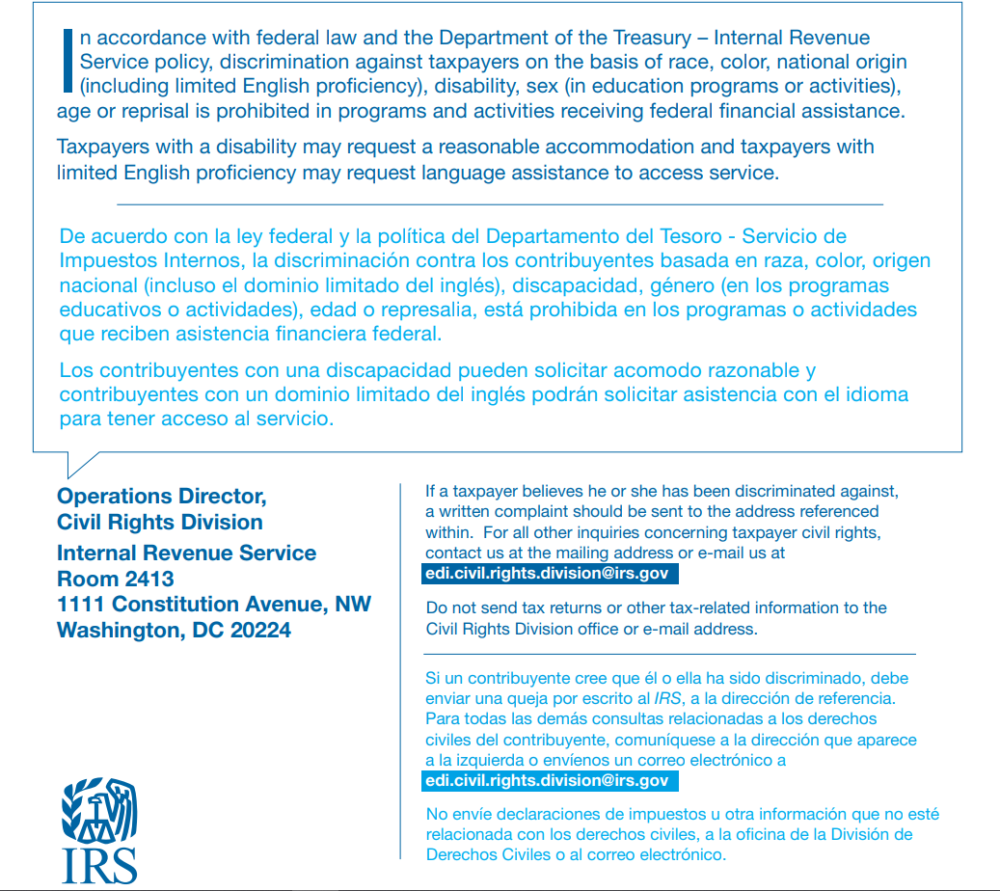 In accordance with federal law and the Department of the Treasury – Internal Revenue
Service policy, discrimination against taxpayers on the basis of race, color, national origin
(including limited English proficiency), disability, sex (in education programs or activities),
age or reprisal is prohibited in programs and activities receiving federal financial assistance.
Taxpayers with a disability may request a reasonable accommodation and taxpayers with
limited English proficiency may request language assistance to access service.
De acuerdo con la ley federal y la política del Departamento del Tesoro - Servicio de
Impuestos Internos, la discriminación contra los contribuyentes basada en raza, color, origen
nacional (incluso el dominio limitado del inglés), discapacidad, género (en los programas
educativos o actividades), edad o represalia, está prohibida en los programas o actividades
que reciben asistencia financiera federal.
Los contribuyentes con una discapacidad pueden solicitar acomodo razonable y
contribuyentes con un dominio limitado del inglés podrán solicitar asistencia con el idioma
para tener acceso al servicio.
Operations Director,
Civil Rights Division
Internal Revenue Service
Room 2413
1111 Constitution Avenue, NW
Washington, DC 20224
If a taxpayer believes he or she has been discriminated against,
a written complaint should be sent to the address referenced
within. For all other inquiries concerning taxpayer civil rights,
contact us at the mailing address or e-mail us at
edi.civil.rights.division@irs.gov
Do not send tax returns or other tax-related information to the
Civil Rights Division office or e-mail address.
Si un contribuyente cree que él o ella ha sido discriminado, debe
enviar una queja por escrito al IRS, a la dirección de referencia.
Para todas las demás consultas relacionadas a los derechos
civiles del contribuyente, comuníquese a la dirección que aparece
a la izquierda o envíenos un correo electrónico a
edi.civil.rights.division@irs.gov
No envíe declaraciones de impuestos u otra información que no esté
relacionada con los derechos civiles, a la oficina de la División de
Derechos Civiles o al correo electrónico.
IRS